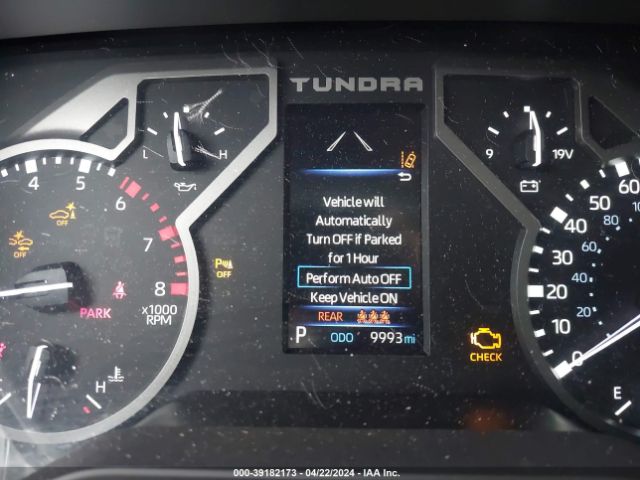 TUNDRA
L H
9 19V
4 5 6 7 8
x1000
RPM
OFF
OFF
PARK
H
Vehicle will
Automatically
Turn OFF if Parked
for 1 Hour
Perform Auto OFF
Keep Vehicle ON
REAR
P ODO 9993 mi
CHECK
60
50
40
30
20
10
0
80
40
20
E
000-39182173 - 04/22/2024 - IAA Inc.